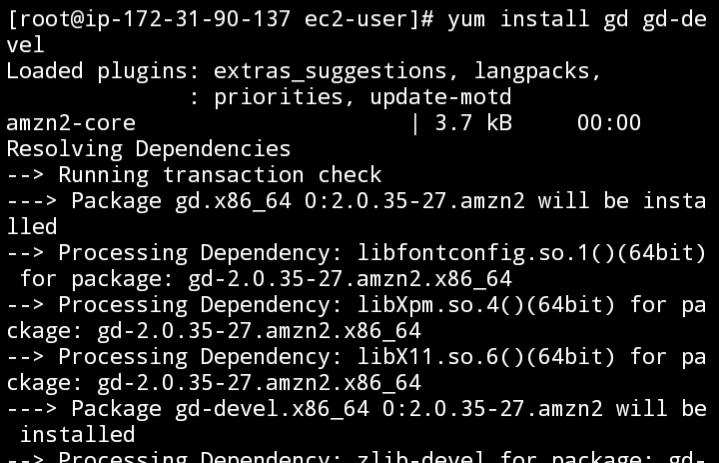 [root@ip-172-31-90-137 ec2-user]# yum install gd gd-de
vel
Loaded plugins: extras_suggestions, langpacks,
              : priorities, update-motd
amzn2-core                     | 3.7 kB     00:00
Resolving Dependencies
--> Running transaction check
---> Package gd.x86_64 0:2.0.35-27.amzn2 will be insta
lled
--> Processing Dependency: libfontconfig.so.1()(64bit)
 for package: gd-2.0.35-27.amzn2.x86_64
--> Processing Dependency: libXpm.so.4()(64bit) for pa
ckage: gd-2.0.35-27.amzn2.x86_64
--> Processing Dependency: libX11.so.6()(64bit) for pa
ckage: gd-2.0.35-27.amzn2.x86_64
---> Package gd-devel.x86_64 0:2.0.35-27.amzn2 will be
 installed
--> Processing Dependency: zlib-devel for package: gd-